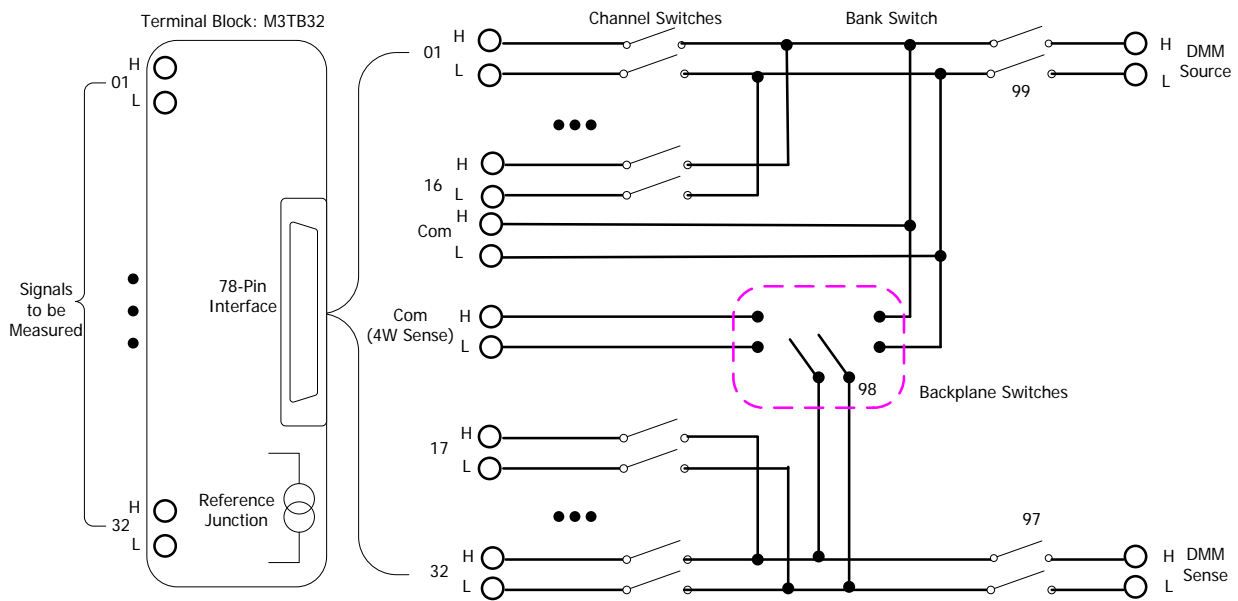 Terminal Block: M3TB32
Channel Switches
Bank Switch
H
01
L
Signals
to be
Measured
78-Pin
Interface
Reference
Junction
H
32
L
01
H
L
H
16
L
Com
H
L
Com
(4W Sense)
H
L
17
H
L
32
H
L
H
DMM
Source
L
99
98
Backplane Switches
97
H
DMM
Sense
L